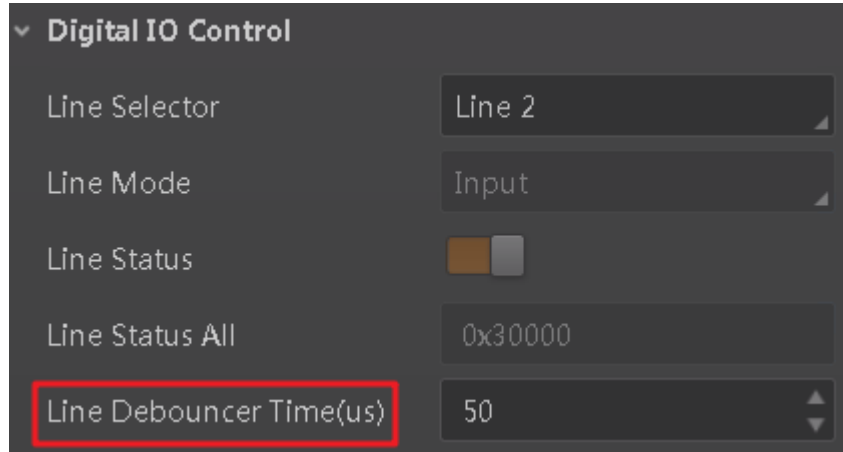 Digital IO Control
Line Selector Line 2
Line Mode Input
Line Status
Line Status All 0x30000
Line Debouncer Time(us) 50